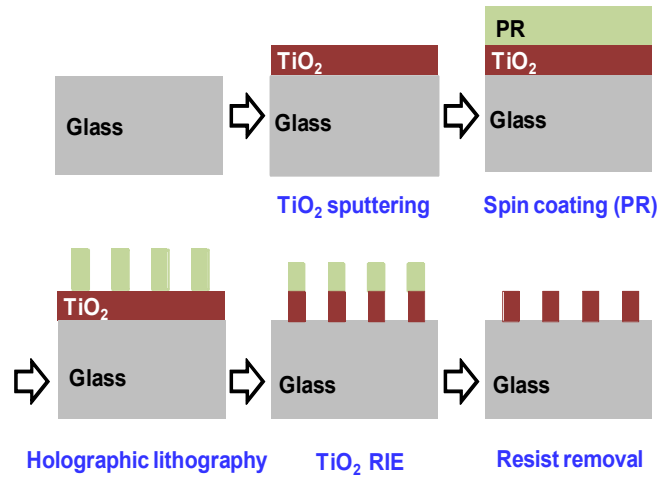 PR
TiO₂
TiO₂
Glass
Glass
Glass
TiO₂ sputtering
Spin coating (PR)
TiO₂
Glass
Glass
Glass
Holographic lithography
TiO₂ RIE
Resist removal